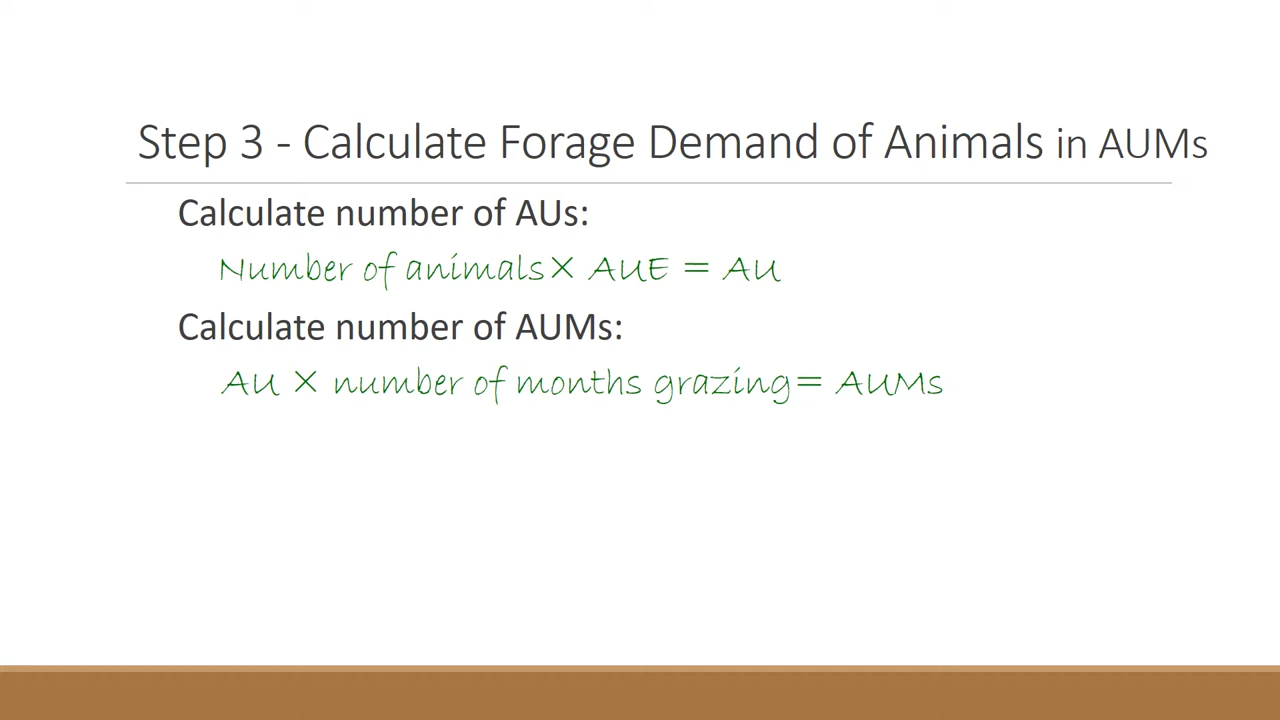 Step 3 - Calculate Forage Demand of Animals in AUMs
Calculate number of AUs:
Number of animals × AUE = AU
Calculate number of AUMs:
AU × number of months grazing = AUMs